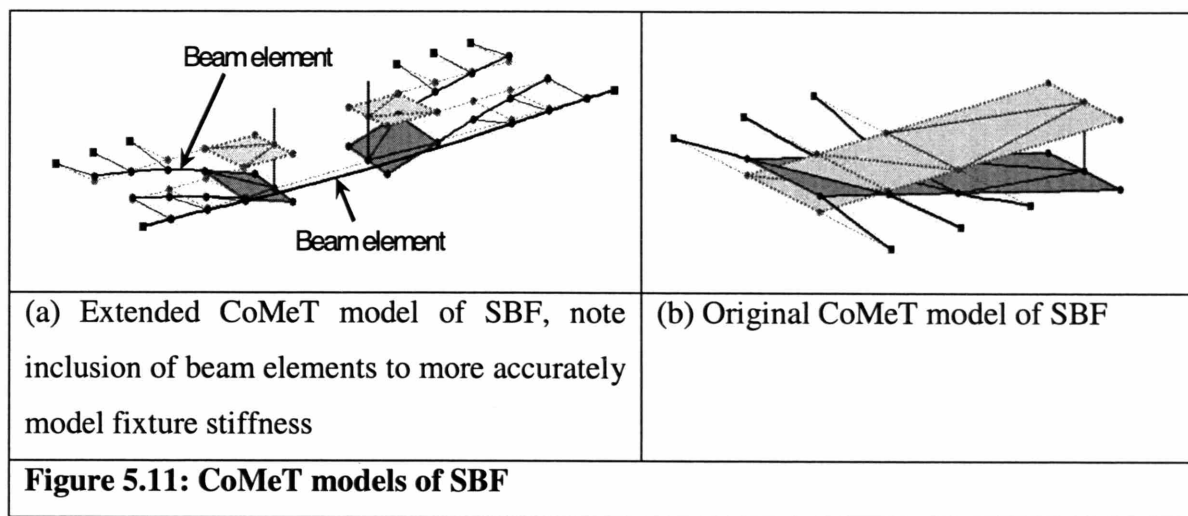 Beam element
Beam element
(a) Extended CoMeT model of SBF, note
inclusion of beam elements to more accurately
model fixture stiffness
(b) Original CoMeT model of SBF
Figure 5.11: CoMeT models of SBF